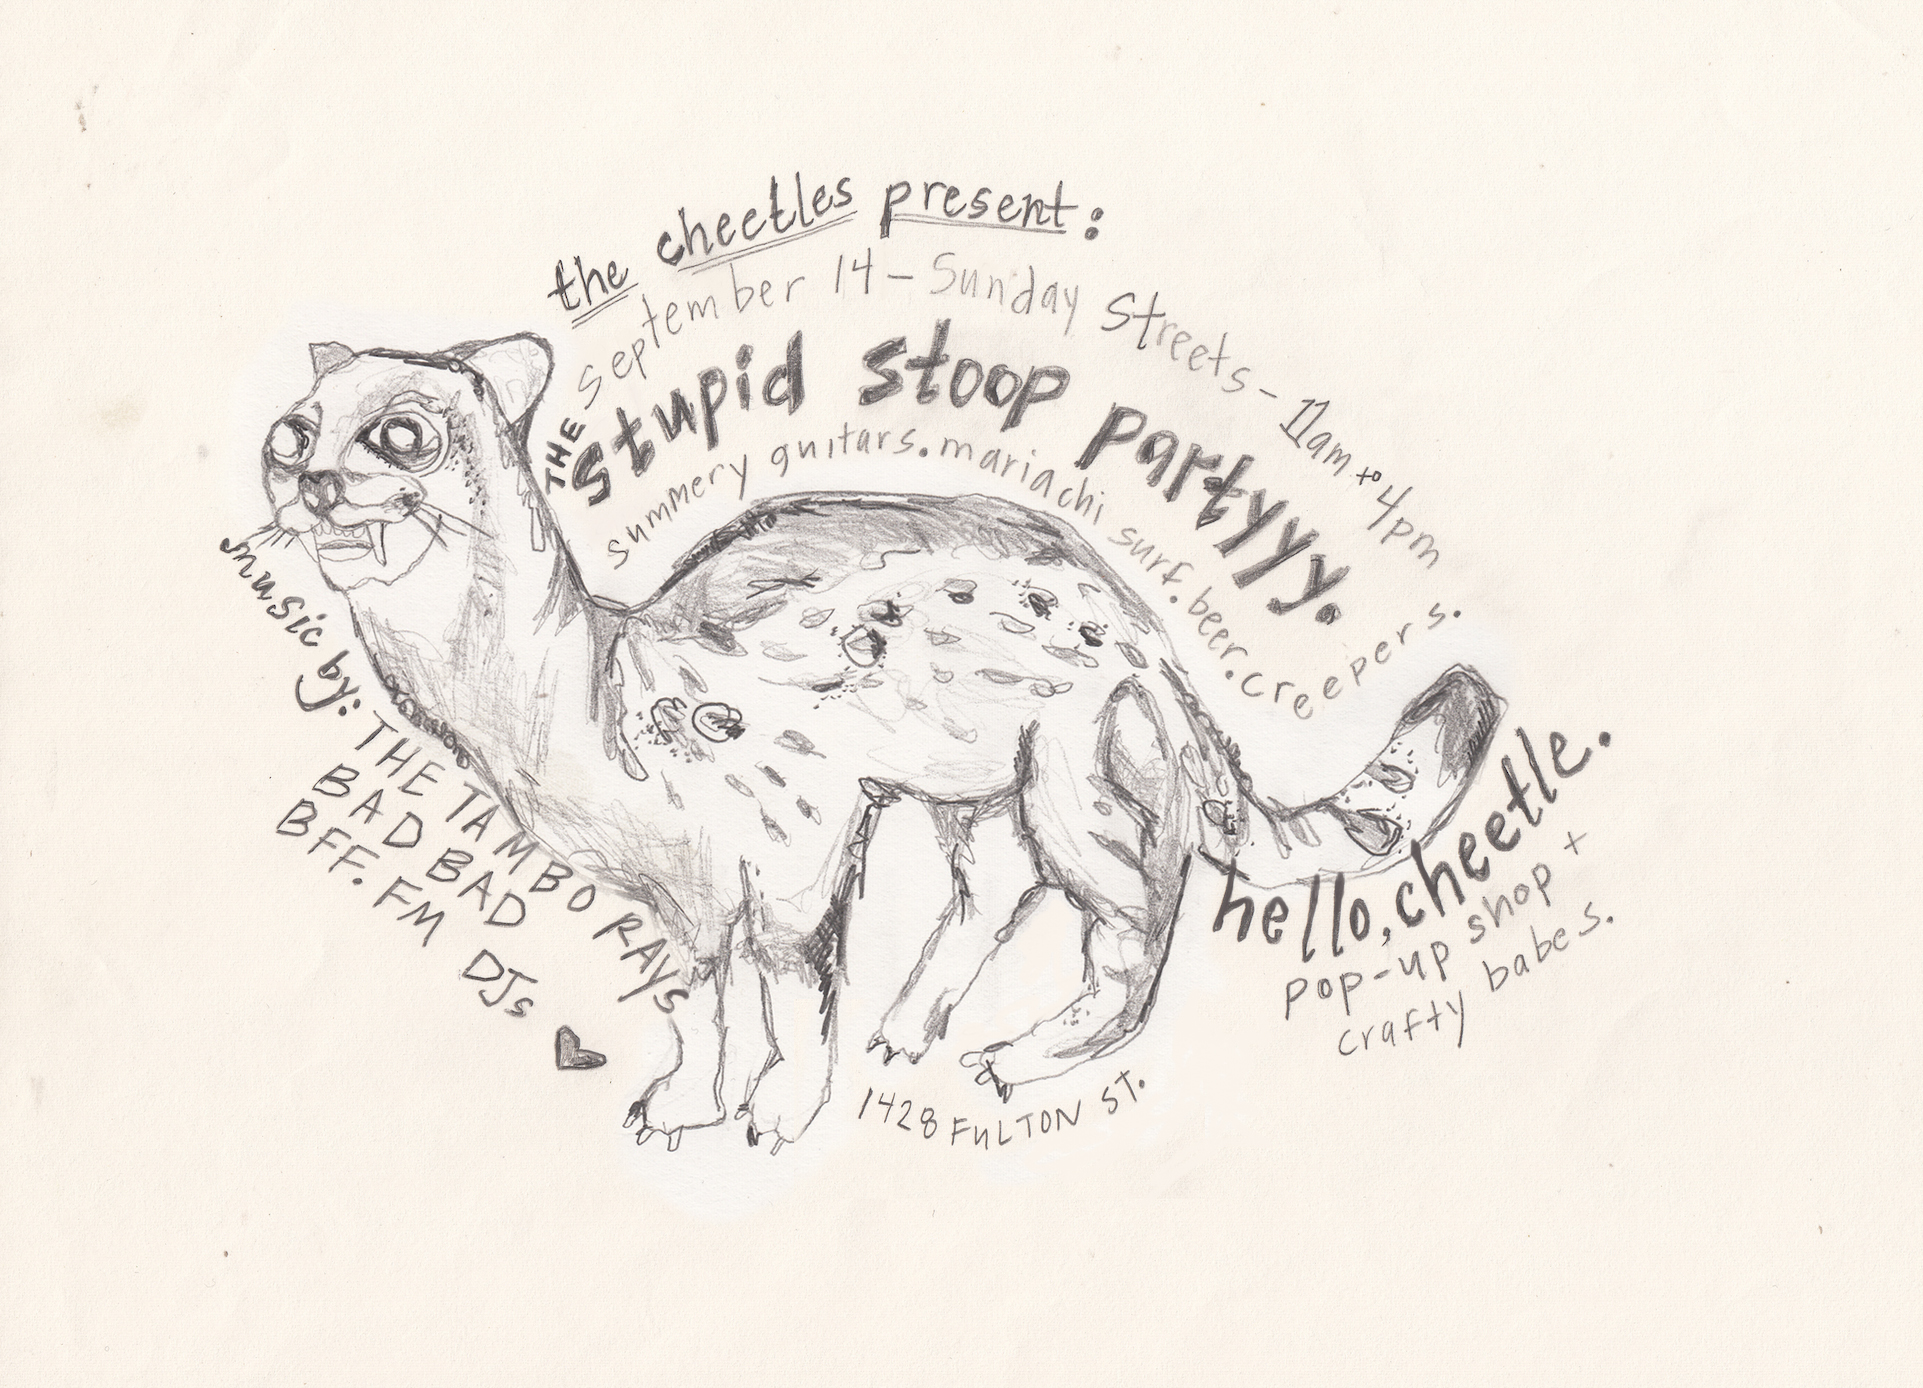 the cheetles present:
September 14 - Sunday Streets - 11am to 4pm
THE stupid stoop partyyy.
summery guitars. mariachi surf. beer. creepers.
music by: THE TAMBO RAYS
BAD BAD
BFF. FM DJs
hello, cheetle.
pop-up shop +
crafty babes.
1428 FULTON ST.